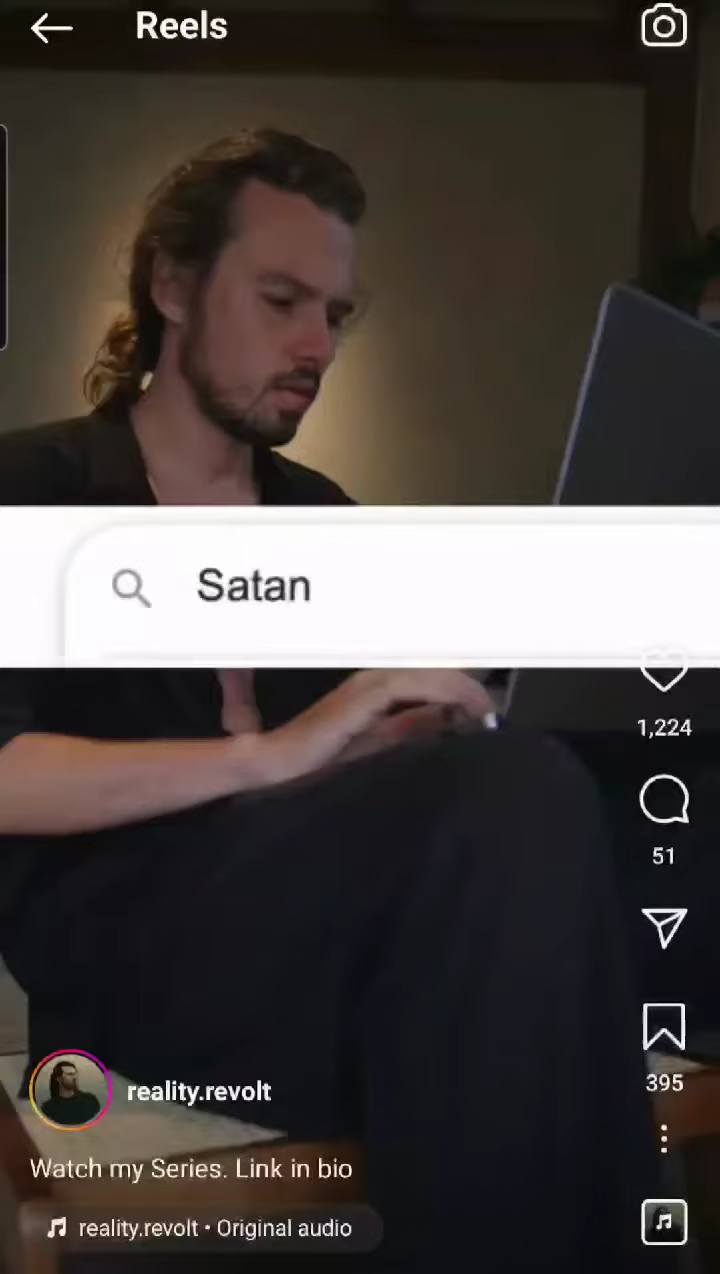 Reels
Satan
1,224
51
395
reality.revolt
Watch my Series. Link in bio
reality.revolt • Original audio